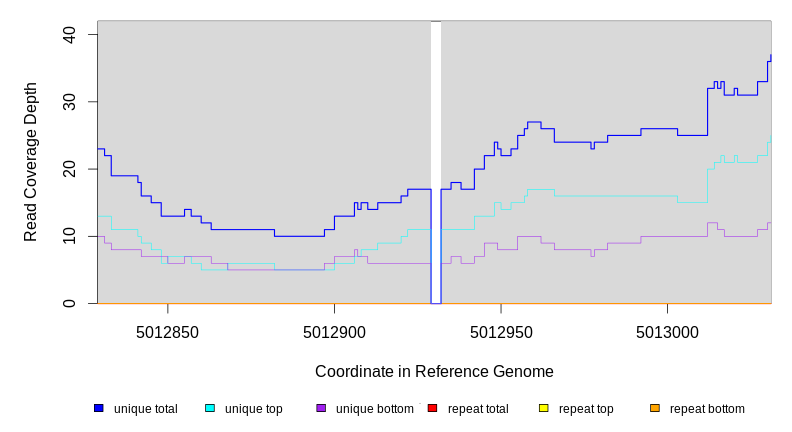 40
30
20
10
0
Read Coverage Depth
5012850 5012900 5012950 5013000
Coordinate in Reference Genome
unique total unique top unique bottom repeat total repeat top repeat bottom